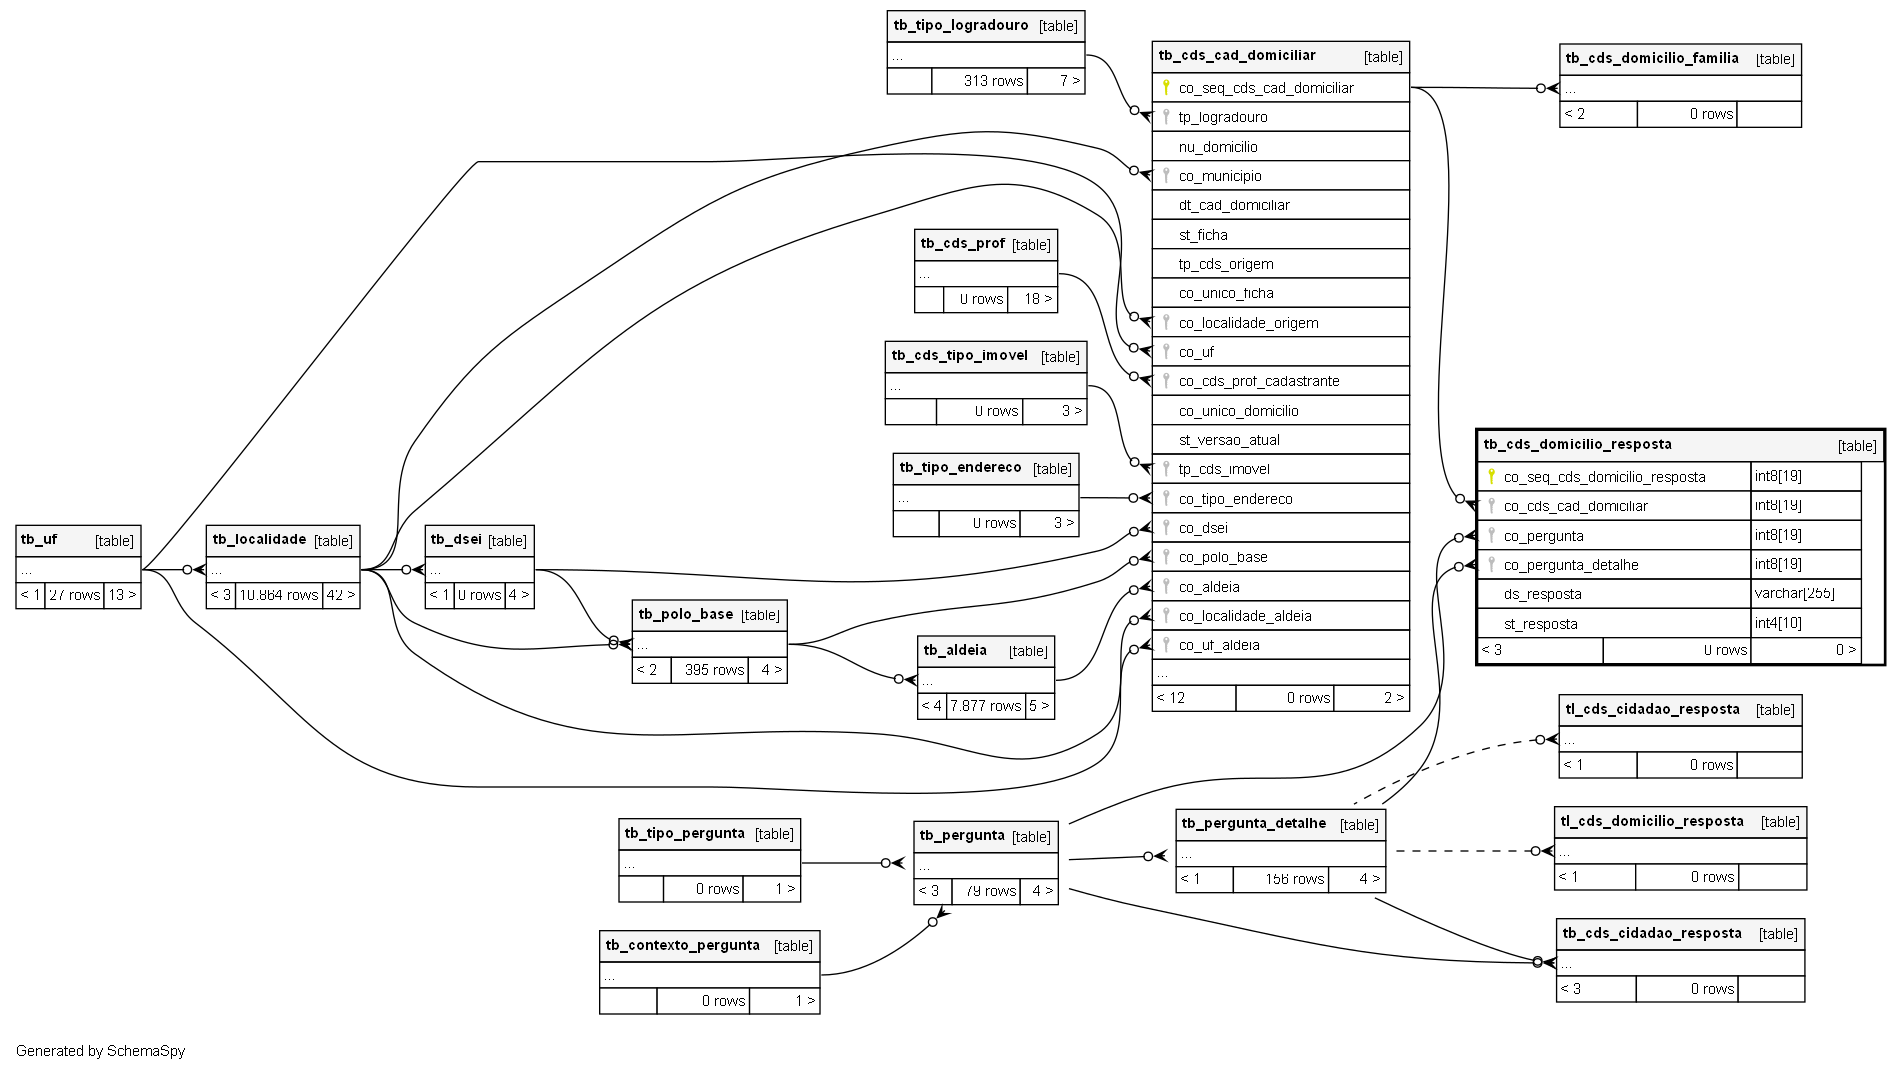 tb_tipo_logradouro [table]
...
313 rows 7 >
tb_cds_cad_domiciliar [table]
co_seq_cds_cad_domiciliar
tp_logradouro
nu_domicilio
co_municipio
dt_cad_domiciliar
st_ficha
tp_cds_origem
co_unico_ficha
co_localidade_origem
co_uf
co_cds_prof_cadastrante
co_unico_domicilio
st_versao_atual
tp_cds_imovel
co_tipo_endereco
co_dsei
co_polo_base
co_aldeia
co_localidade_aldeia
co_uf_aldeia
...
< 12 0 rows 2 >
tb_cds_domicilio_familia [table]
...
< 2 0 rows
tb_cds_prof [table]
...
0 rows 18 >
tb_cds_tipo_imovel [table]
...
0 rows 3 >
tb_tipo_endereco [table]
...
0 rows 3 >
tb_cds_domicilio_resposta [table]
co_seq_cds_domicilio_resposta int8[19]
co_cds_cad_domiciliar int8[19]
co_pergunta int8[19]
co_pergunta_detalhe int8[19]
ds_resposta varchar[255]
st_resposta int4[10]
< 3 0 rows 0 >
tb_uf [table]
...
< 1 27 rows 13 >
tb_localidade [table]
...
< 3 10.864 rows 42 >
tb_dsei [table]
...
< 1 0 rows 4 >
tb_polo_base [table]
...
< 2 395 rows 4 >
tb_aldeia [table]
...
< 4 7.877 rows 5 >
tl_cds_cidadao_resposta [table]
...
< 1 0 rows
tb_tipo_pergunta [table]
...
0 rows 1 >
tb_pergunta [table]
...
< 3 79 rows 4 >
tb_pergunta_detalhe [table]
...
< 1 156 rows 4 >
tl_cds_domicilio_resposta [table]
...
< 1 0 rows
tb_contexto_pergunta [table]
...
0 rows 1 >
tb_cds_cidadao_resposta [table]
...
< 3 0 rows
Generated by SchemaSpy